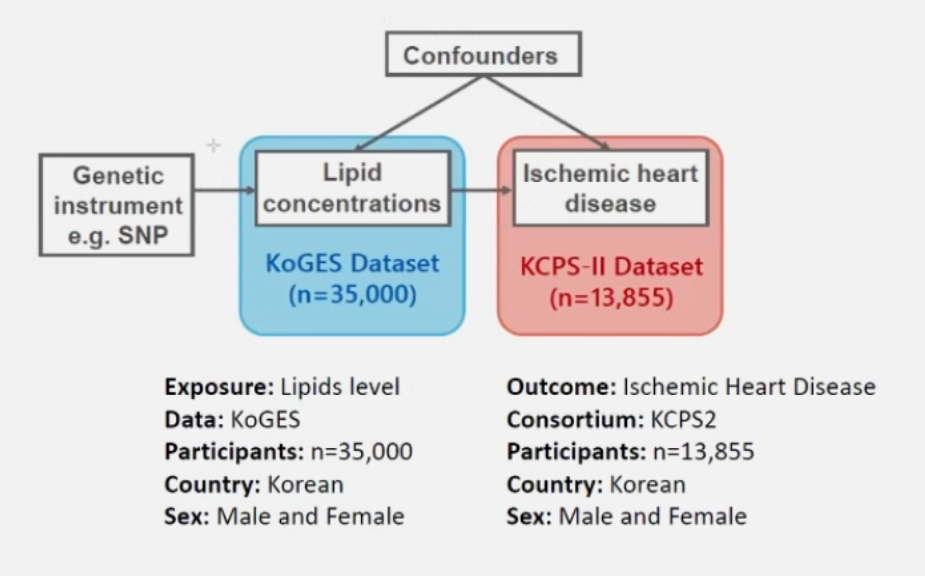 Confounders
Genetic
instrument
e.g. SNP
Lipid
concentrations
Ischemic heart
disease
KoGES Dataset
(n=35,000)
KCPS-II Dataset
(n=13,855)
Exposure: Lipids level
Data: KoGES
Participants: n=35,000
Country: Korean
Sex: Male and Female
Outcome: Ischemic Heart Disease
Consortium: KCPS2
Participants: n=13,855
Country: Korean
Sex: Male and Female